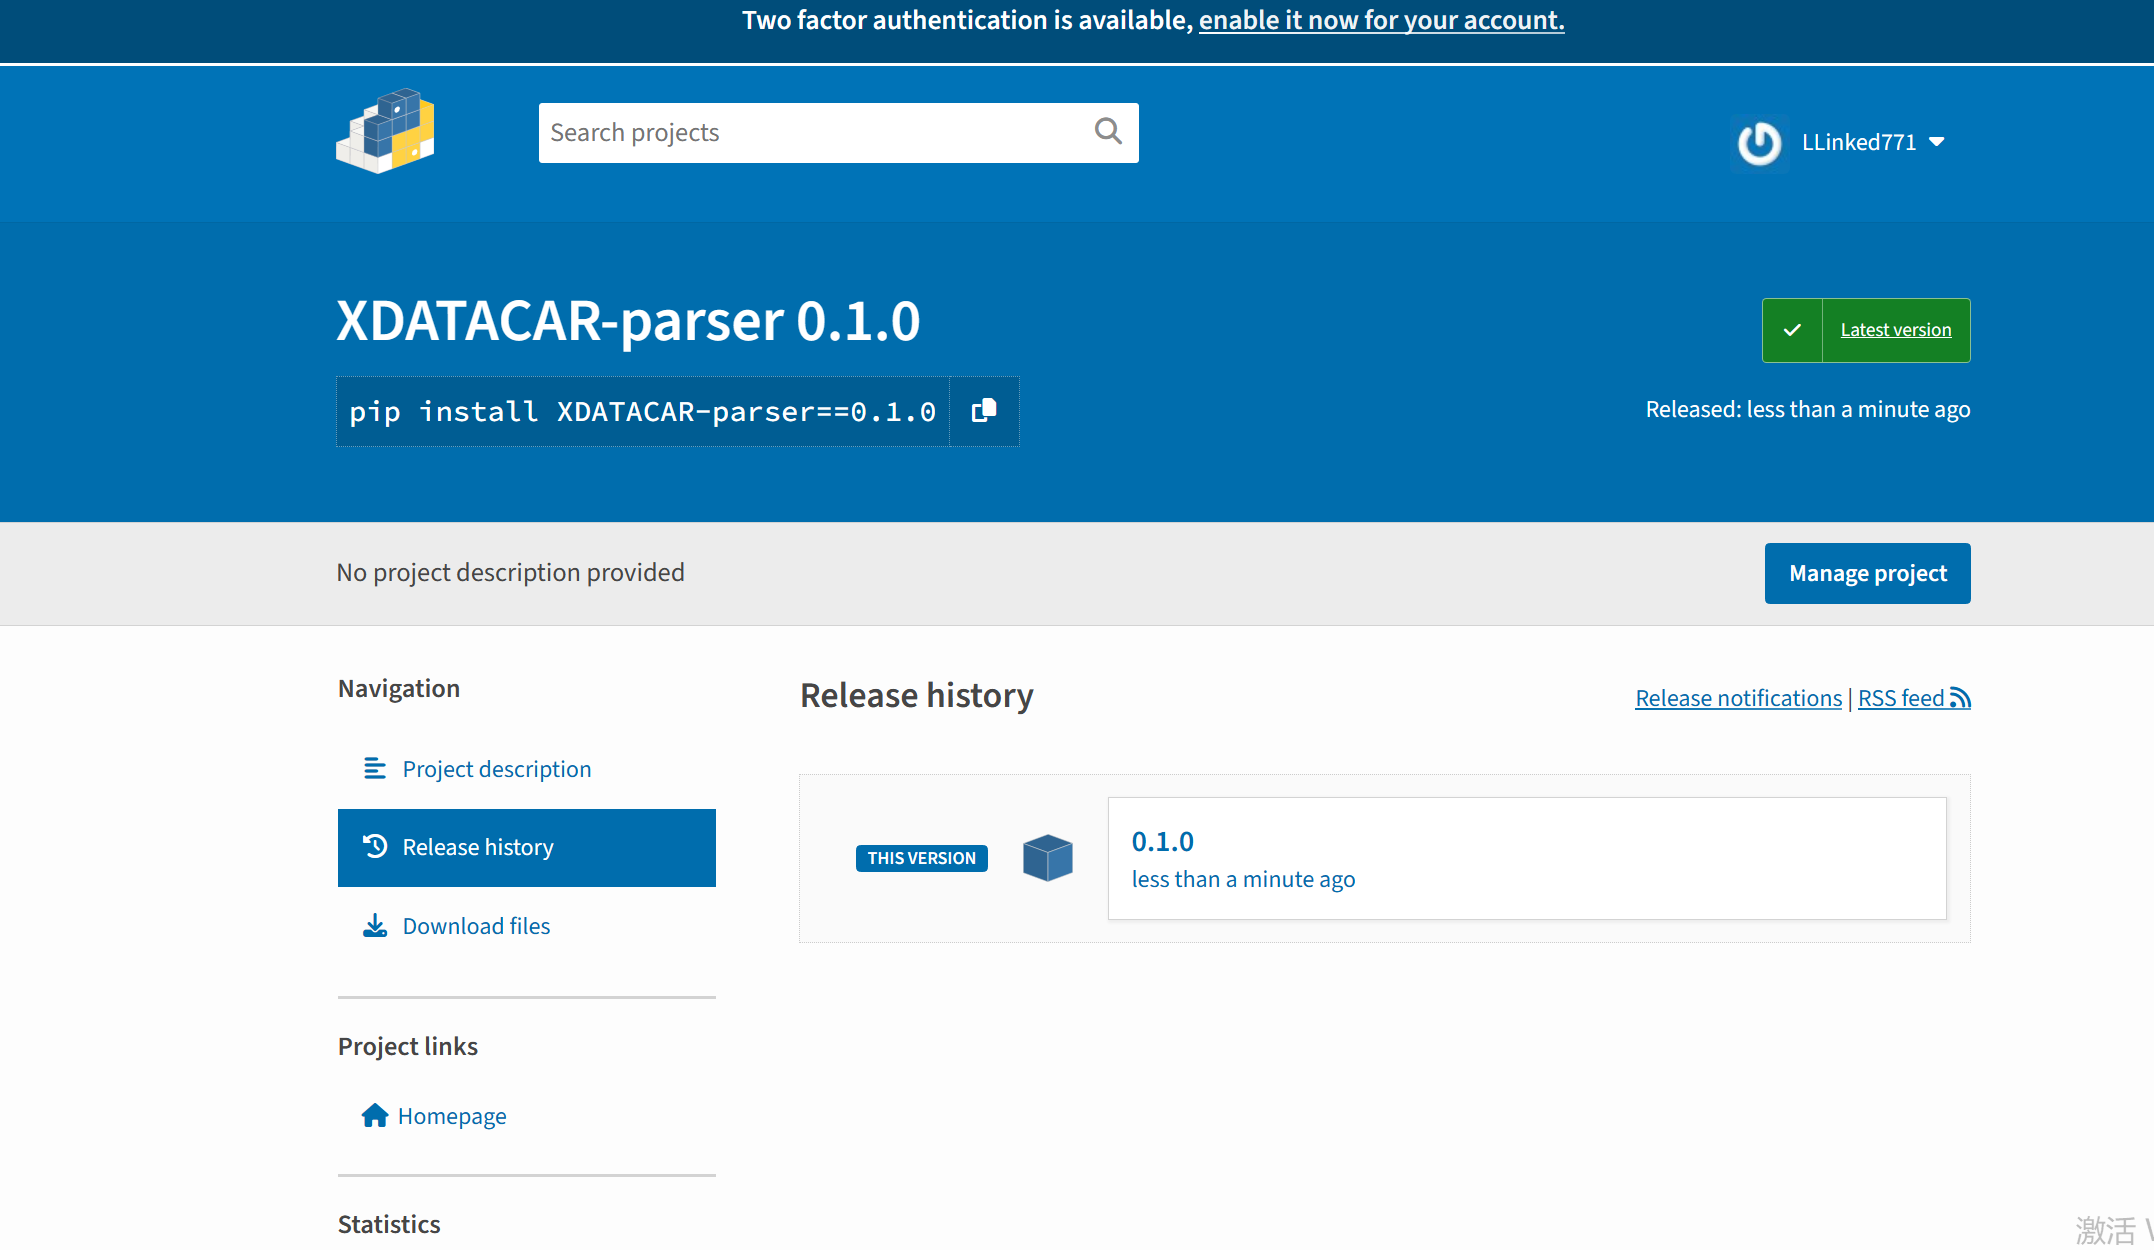 Two factor authentication is available, enable it now for your account.
Search projects
LLinked771
XDATACAR-parser 0.1.0
Latest version
pip install XDATACAR-parser==0.1.0
Released: less than a minute ago
No project description provided
Manage project
Navigation
Project description
Release history
Download files
Project links
Homepage
Statistics
Release history
Release notifications | RSS feed
THIS VERSION
0.1.0
less than a minute ago
激活